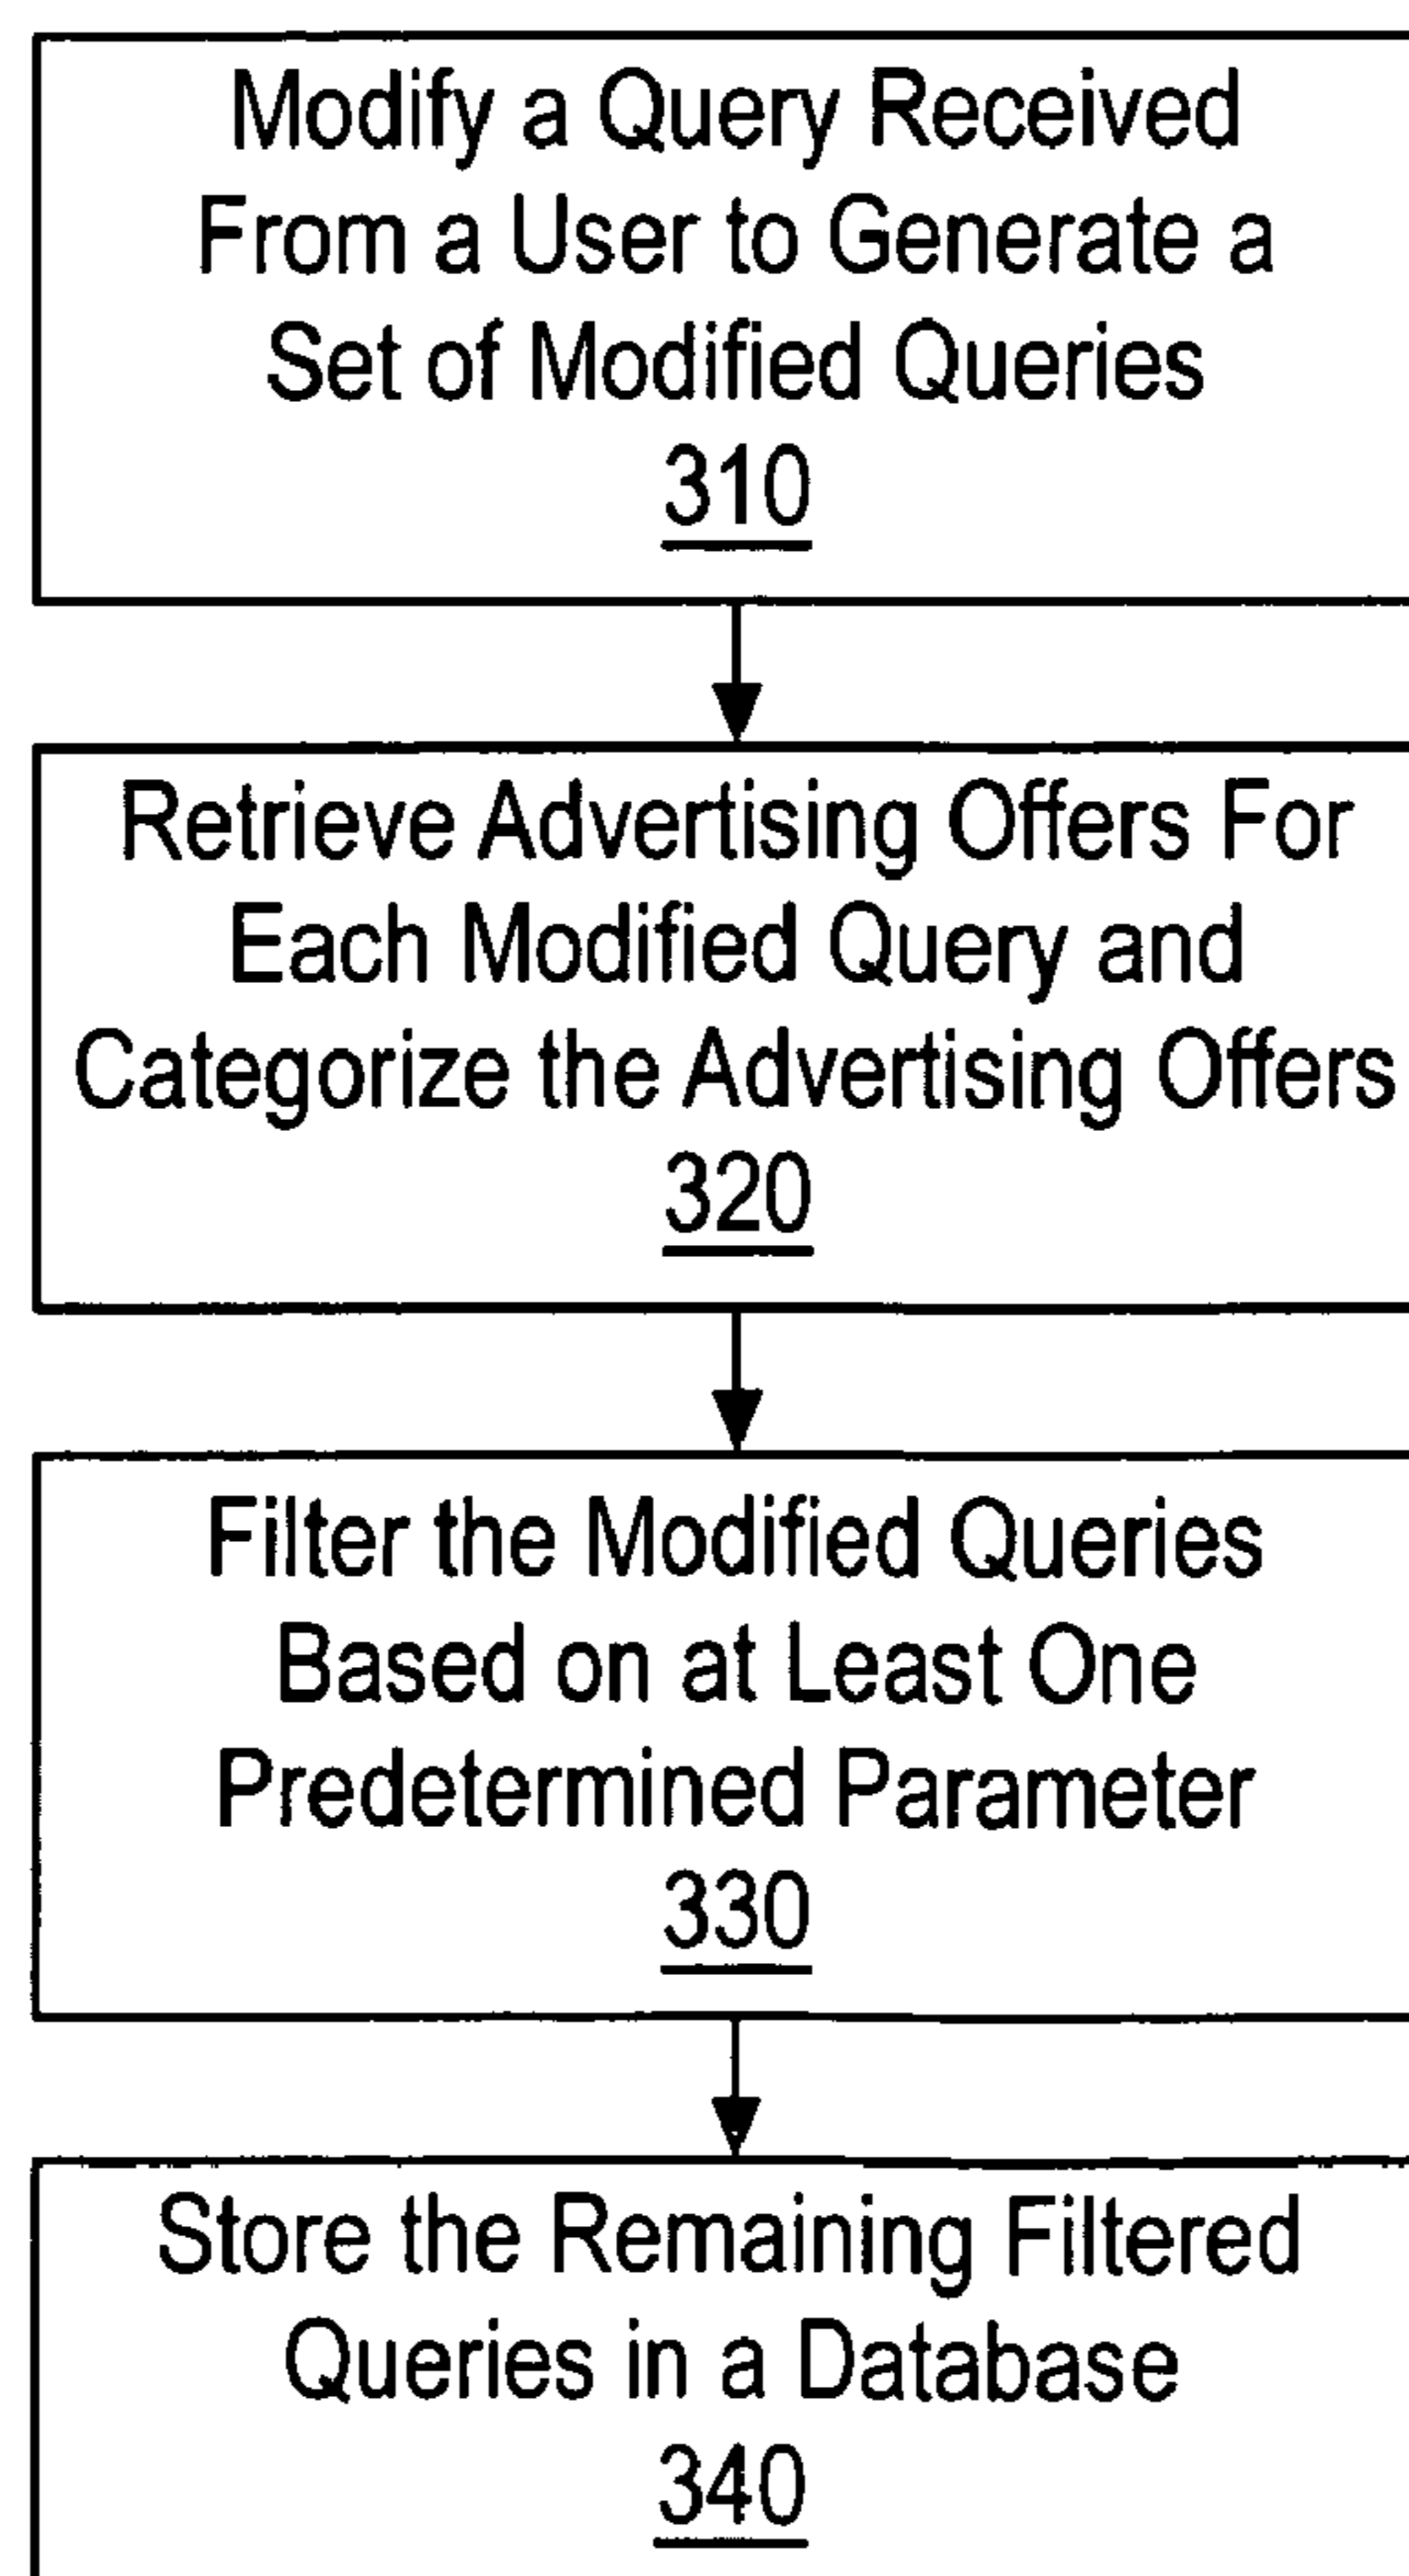 Modify a Query Received
From a User to Generate a
Set of Modified Queries
310
Retrieve Advertising Offers For
Each Modified Query and
Categorize the Advertising Offers
320
Filter the Modified Queries
Based on at Least One
Predetermined Parameter
330
Store the Remaining Filtered
Queries in a Database
340